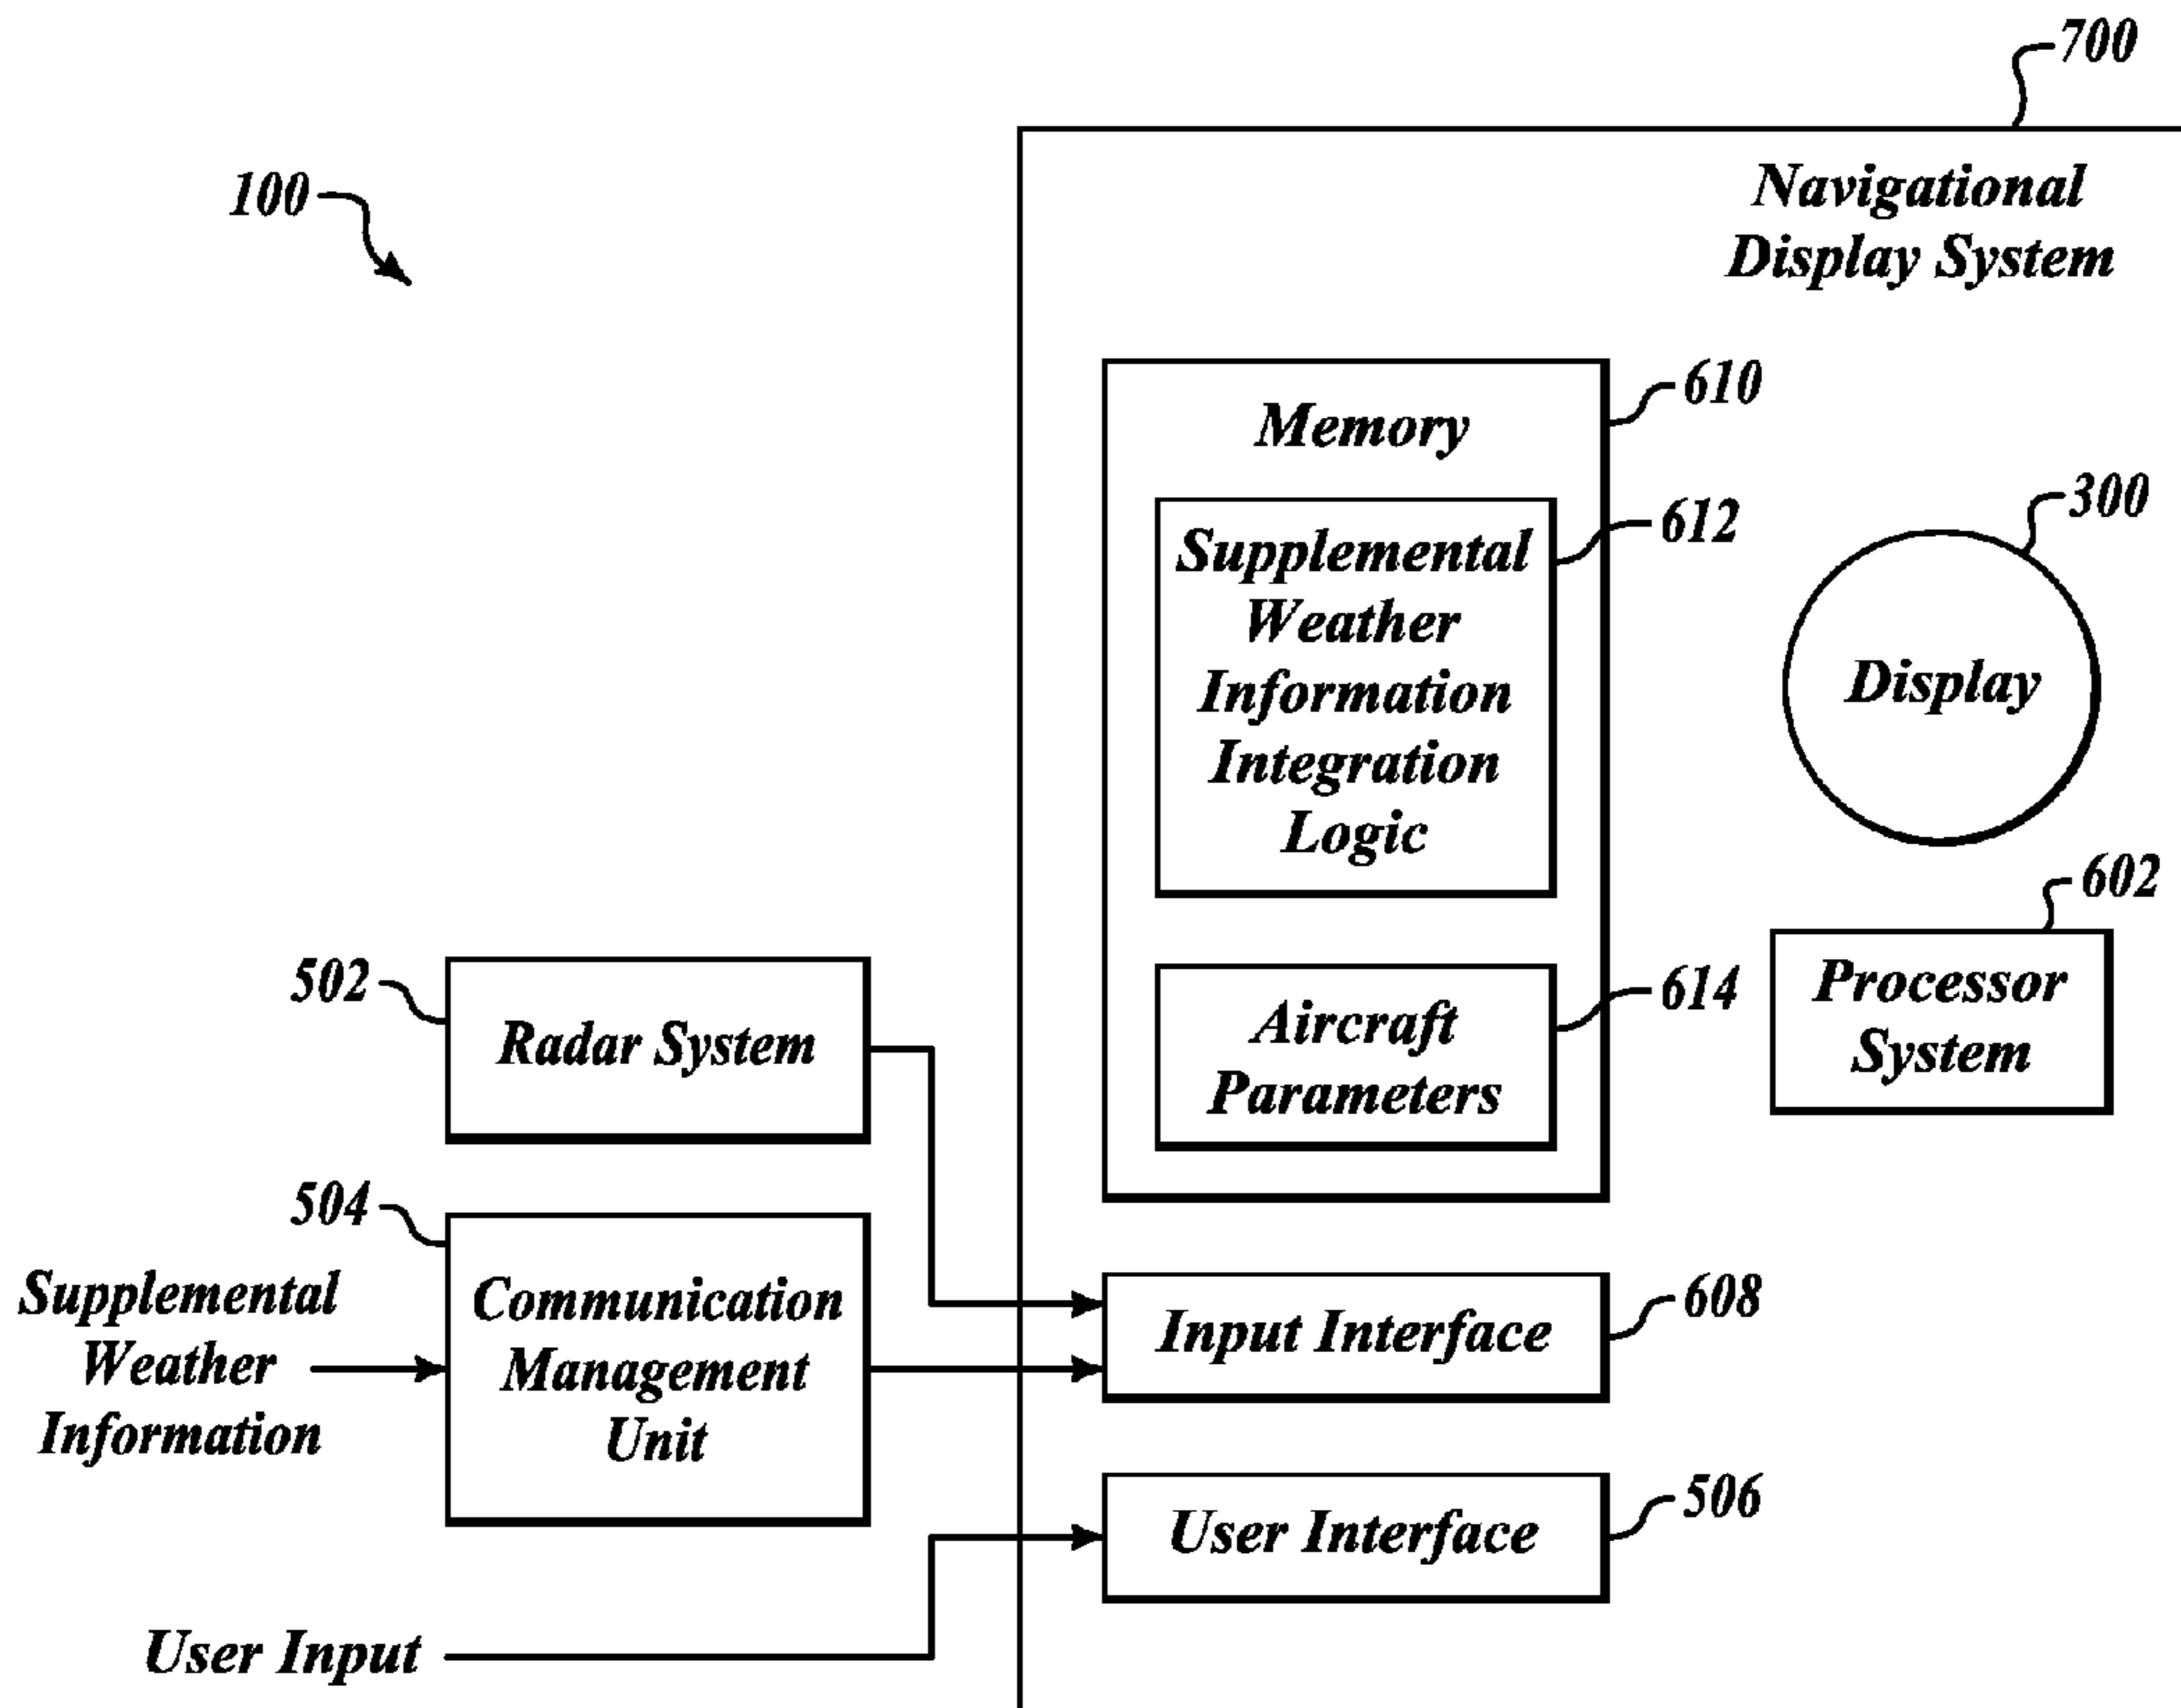 700
100
Navigational
Display System
610
Memory
612
Supplemental
Weather
Information
Integration
Logic
300
Display
602
Processor
System
614
Aircraft
Parameters
502
Radar System
504
Supplemental
Weather
Information
Communication
Management
Unit
608
Input Interface
506
User Interface
User Input